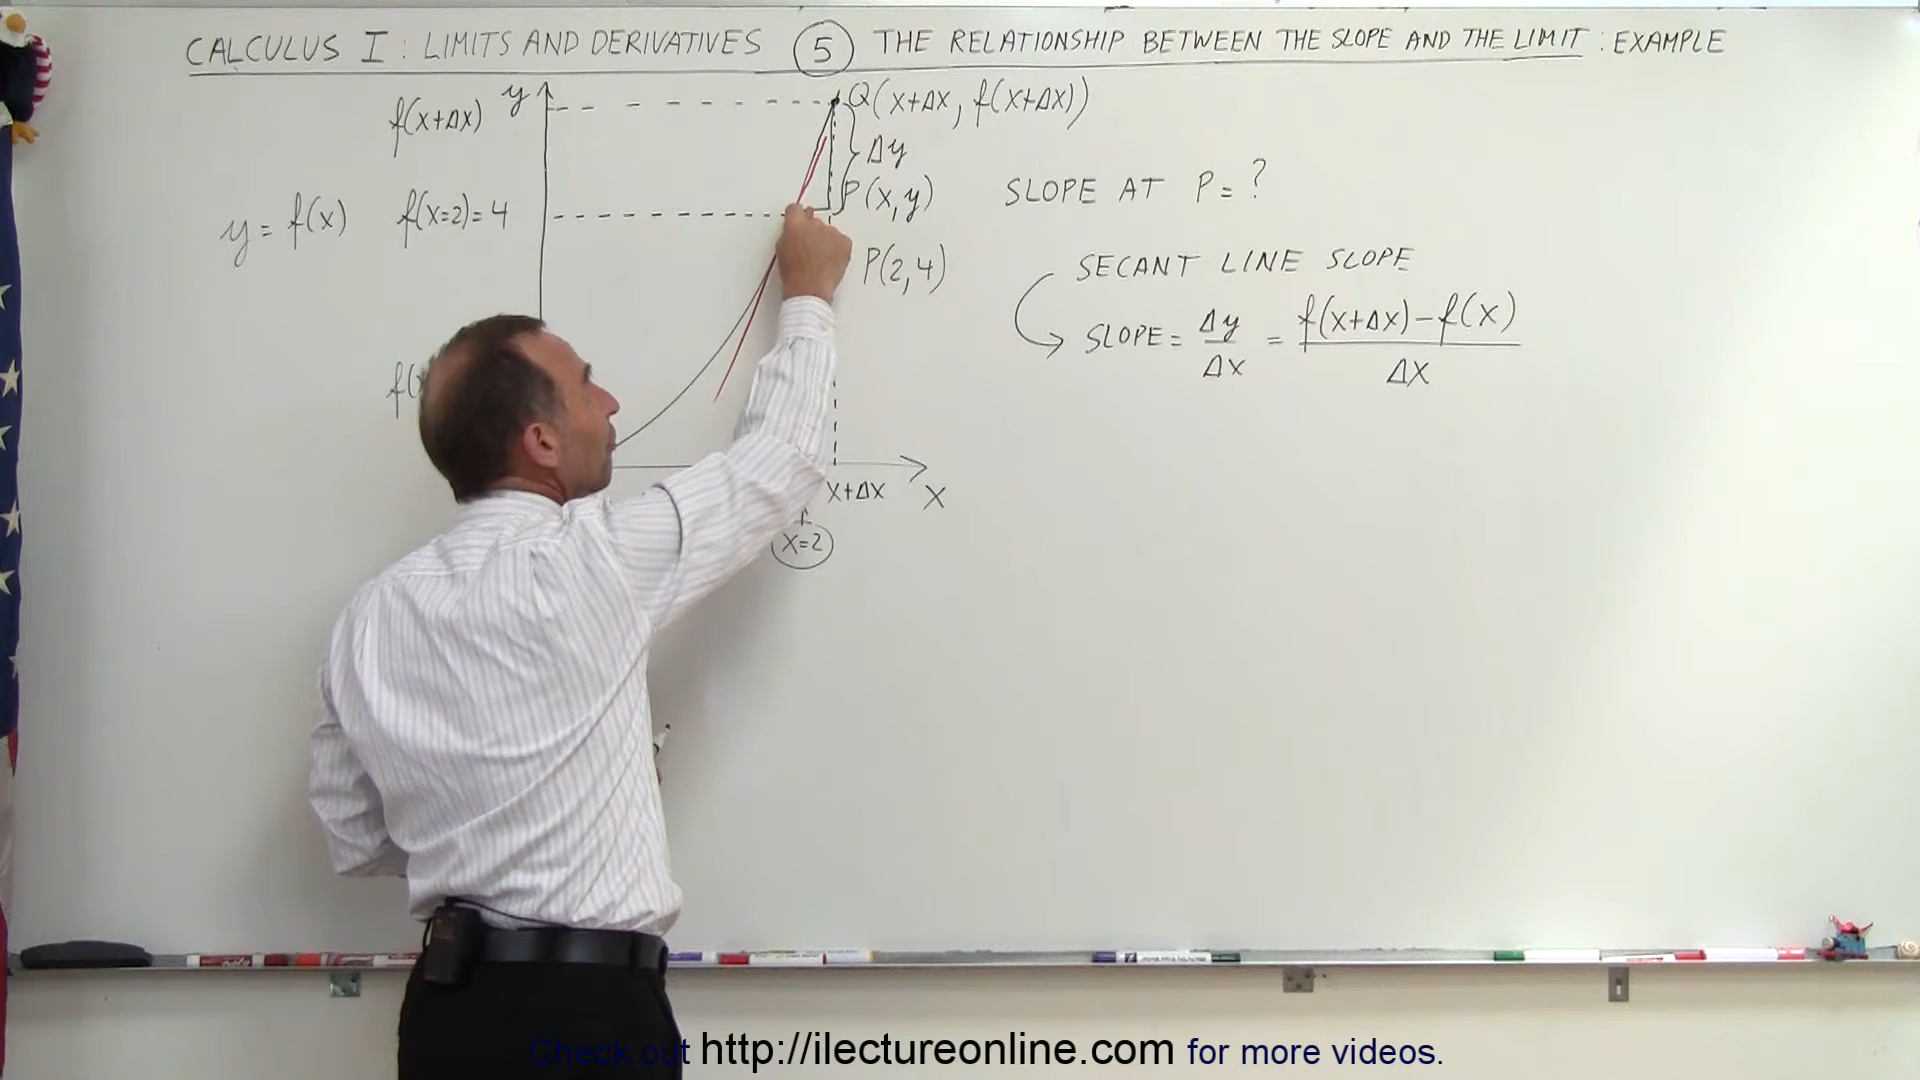 CALCULUS I : LIMITS AND DERIVATIVES ⑤ THE RELATIONSHIP BETWEEN THE SLOPE AND THE LIMIT : EXAMPLE
f(x+Δx) y Q(x+Δx, f(x+Δx))
Δy
P(x,y)
SLOPE AT P = ?
y = f(x) f(x=2)=4
P(2,4)
SECANT LINE SLOPE
SLOPE = Δy/Δx = f(x+Δx)-f(x)/Δx
f(
x+Δx x
x=2
Check out http://ilectureonline.com for more videos.